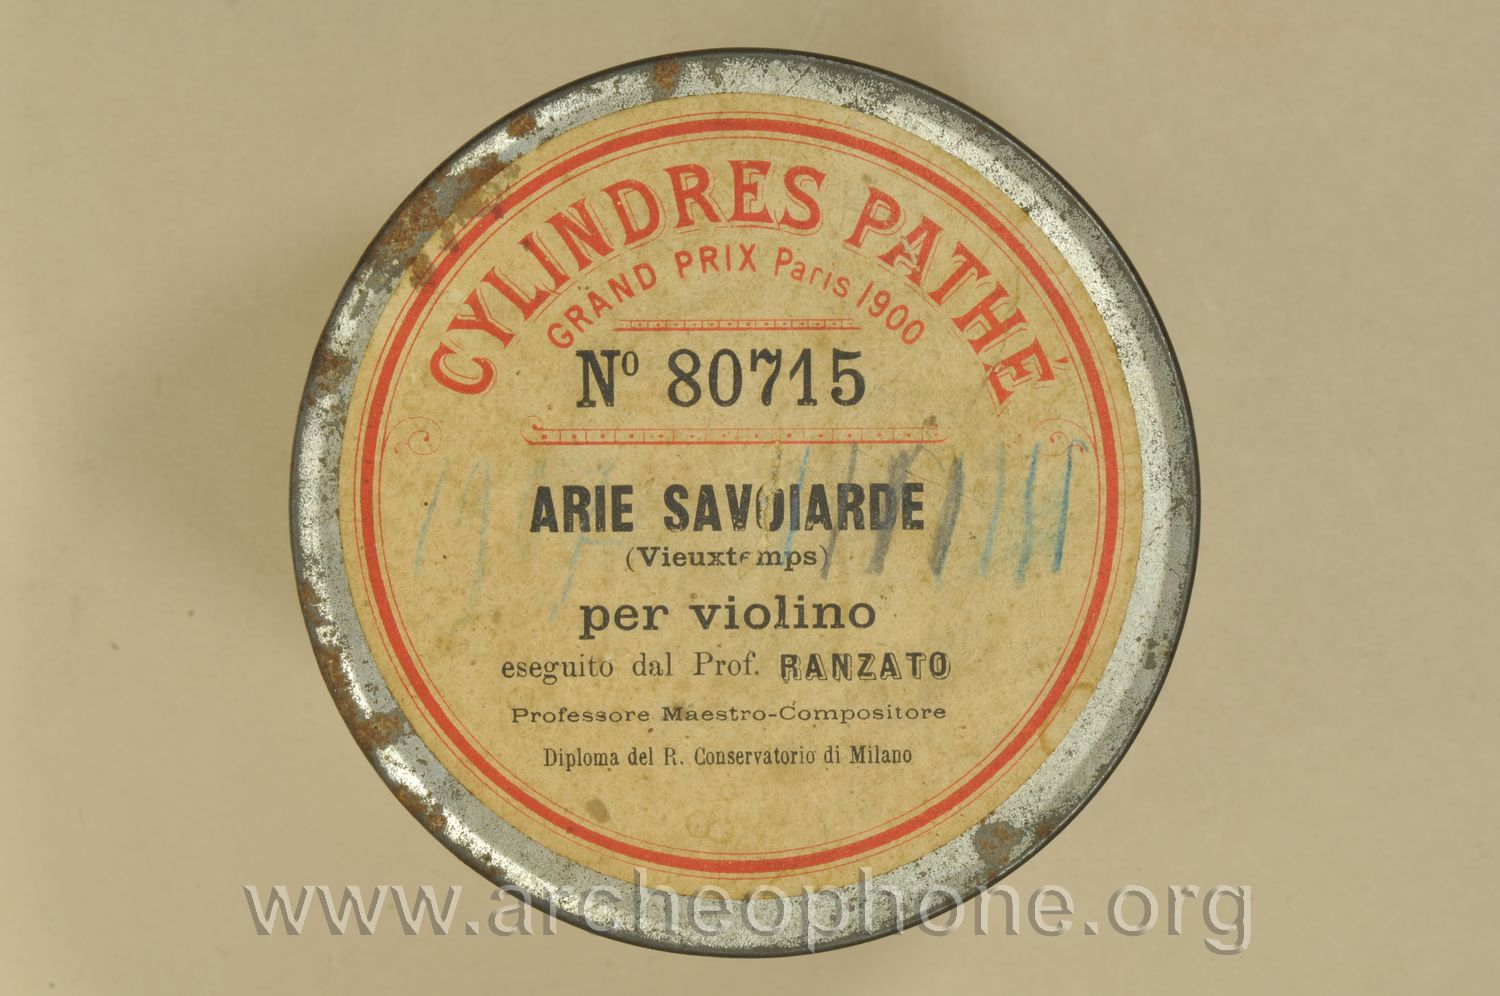 CYLINDRES PATHÉ
GRAND PRIX Paris 1900
Nº 80715
ARIE SAVOIARDE
(Vieuxtemps)
per violino
eseguito dal Prof. RANZATO
Professore Maestro-Compositore
Diploma del R. Conservatorio di Milano
www.archeophone.org